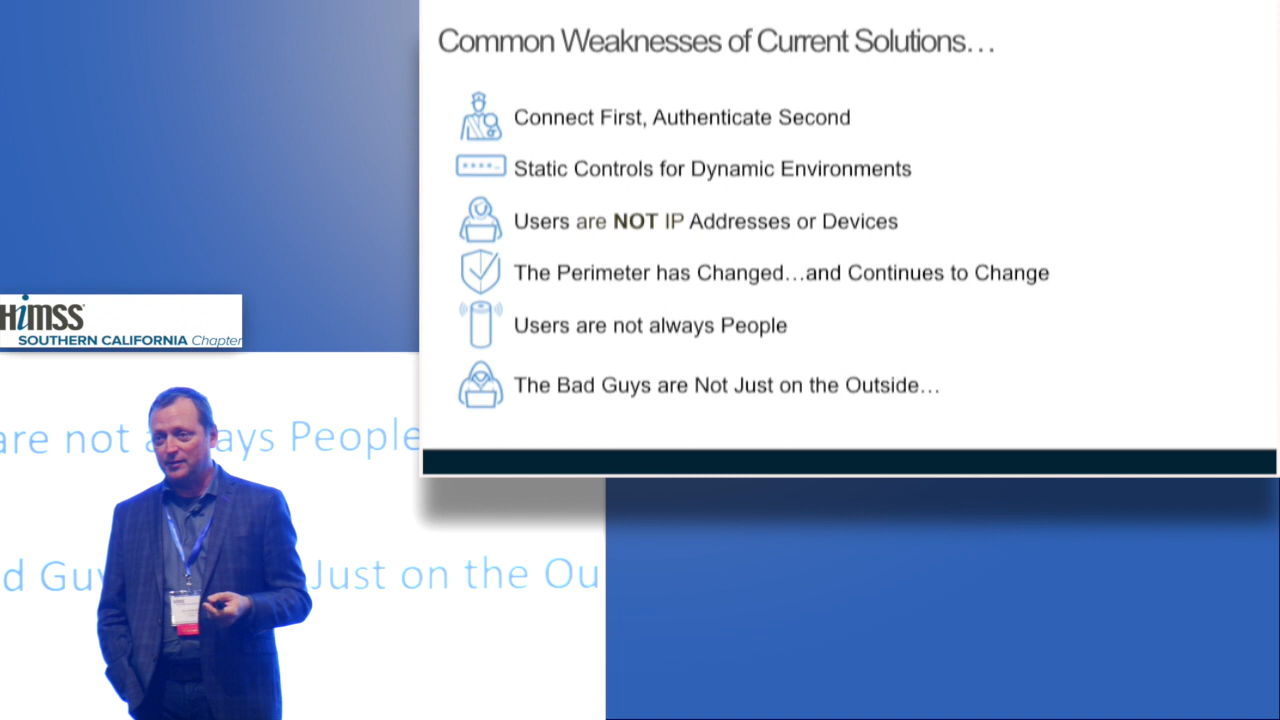 Common Weaknesses of Current Solutions…
Connect First, Authenticate Second
Static Controls for Dynamic Environments
Users are NOT IP Addresses or Devices
The Perimeter has Changed…and Continues to Change
Users are not always People
The Bad Guys are Not Just on the Outside…
HiMSS
SOUTHERN CALIFORNIA Chapter
are not always People
d Guy Just on the Ou